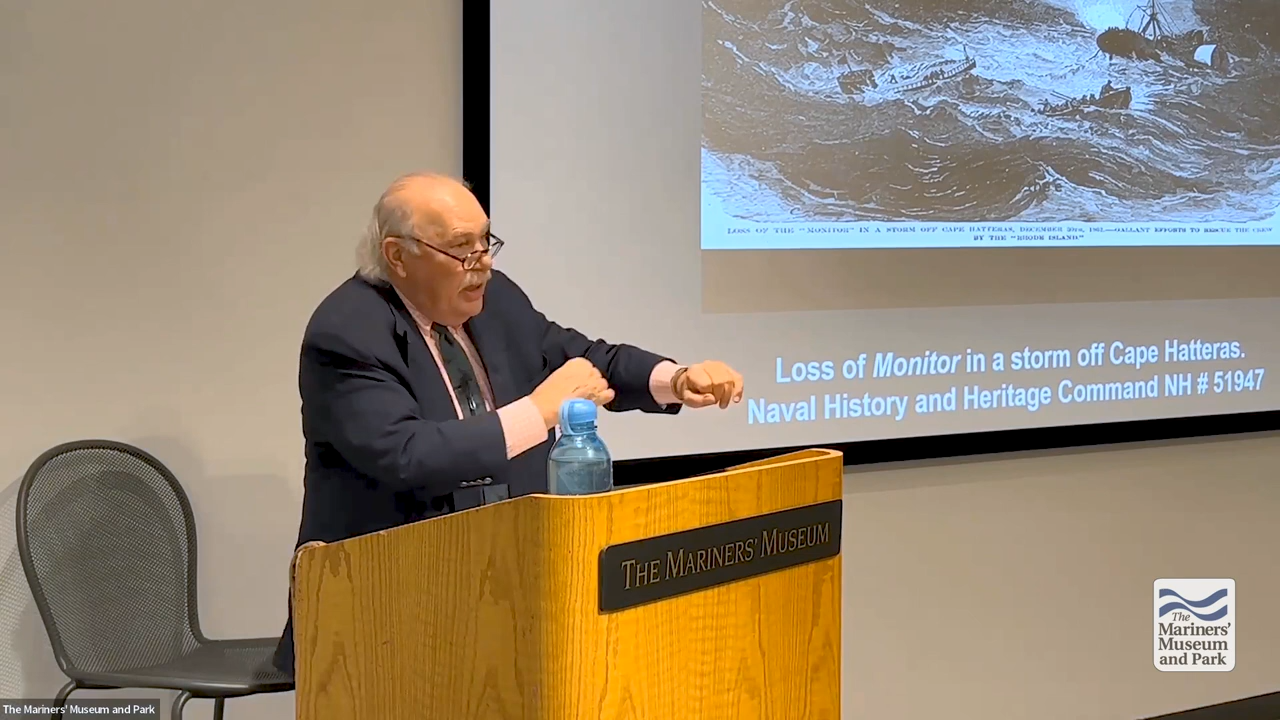 LOSS OF THE "MONITOR" IN A STORM OFF CAPE HATTERAS, DECEMBER 30TH, 1862.—GALLANT EFFORTS TO RESCUE THE CREW
BY THE "RHODE ISLAND."
Loss of Monitor in a storm off Cape Hatteras.
Naval History and Heritage Command NH # 51947
THE MARINERS' MUSEUM
The
Mariners'
Museum
and Park
The Mariners' Museum and Park